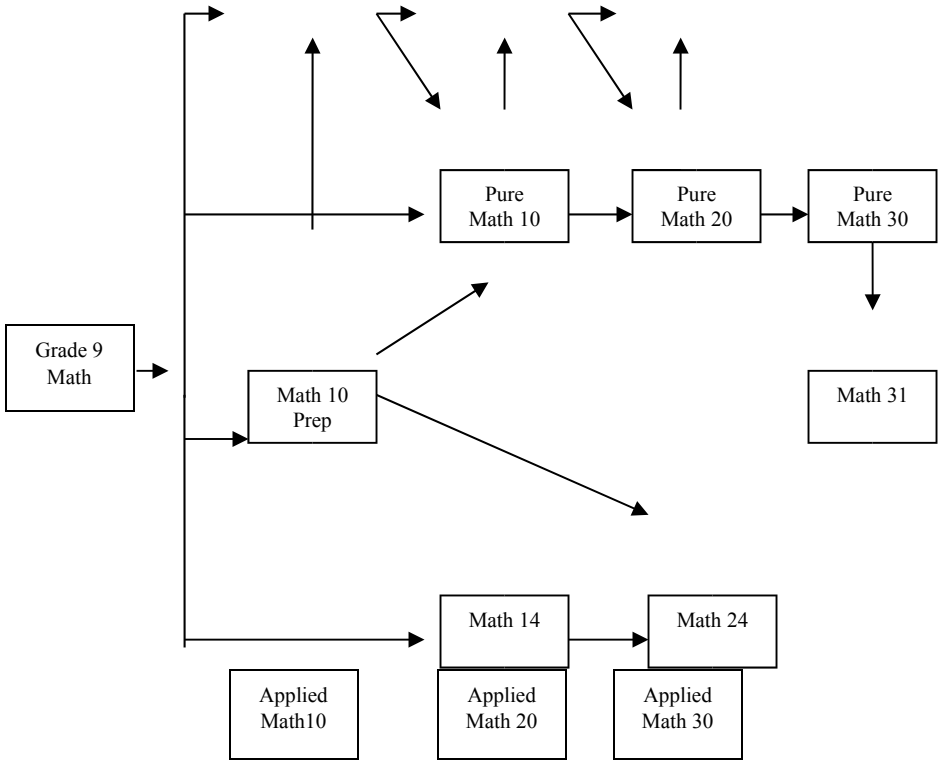 Pure
Math 10
Pure
Math 20
Pure
Math 30
Grade 9
Math
Math 10
Prep
Math 31
Math 14
Math 24
Applied
Math10
Applied
Math 20
Applied
Math 30